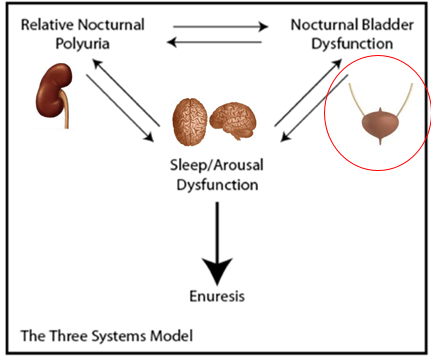 Relative Nocturnal
Polyuria
Nocturnal Bladder
Dysfunction
Sleep/Arousal
Dysfunction
Enuresis
The Three Systems Model